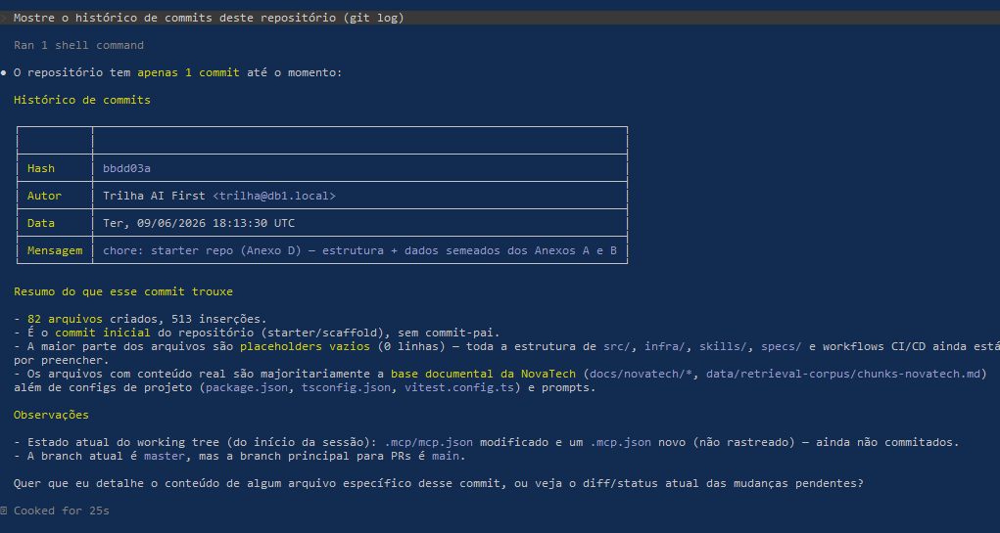 › Mostre o histórico de commits deste repositório (git log)
Ran 1 shell command
● O repositório tem apenas 1 commit até o momento:
Histórico de commits
Hash bbdd03a
Autor Trilha AI First <trilha@db1.local>
Data Ter, 09/06/2026 18:13:30 UTC
Mensagem chore: starter repo (Anexo D) — estrutura + dados semeados dos Anexos A e B
Resumo do que esse commit trouxe
- 82 arquivos criados, 513 inserções.
- É o commit inicial do repositório (starter/scaffold), sem commit-pai.
- A maior parte dos arquivos são placeholders vazios (0 linhas) — toda a estrutura de src/, infra/, skills/, specs/ e workflows CI/CD ainda está
por preencher.
- Os arquivos com conteúdo real são majoritariamente a base documental da NovaTech (docs/novatech/*, data/retrieval-corpus/chunks-novatech.md)
além de configs de projeto (package.json, tsconfig.json, vitest.config.ts) e prompts.
Observações
- Estado atual do working tree (do início da sessão): .mcp/mcp.json modificado e um .mcp.json novo (não rastreado) — ainda não commitados.
- A branch atual é master, mas a branch principal para PRs é main.
Quer que eu detalhe o conteúdo de algum arquivo específico desse commit, ou veja o diff/status atual das mudanças pendentes?
Cooked for 25s